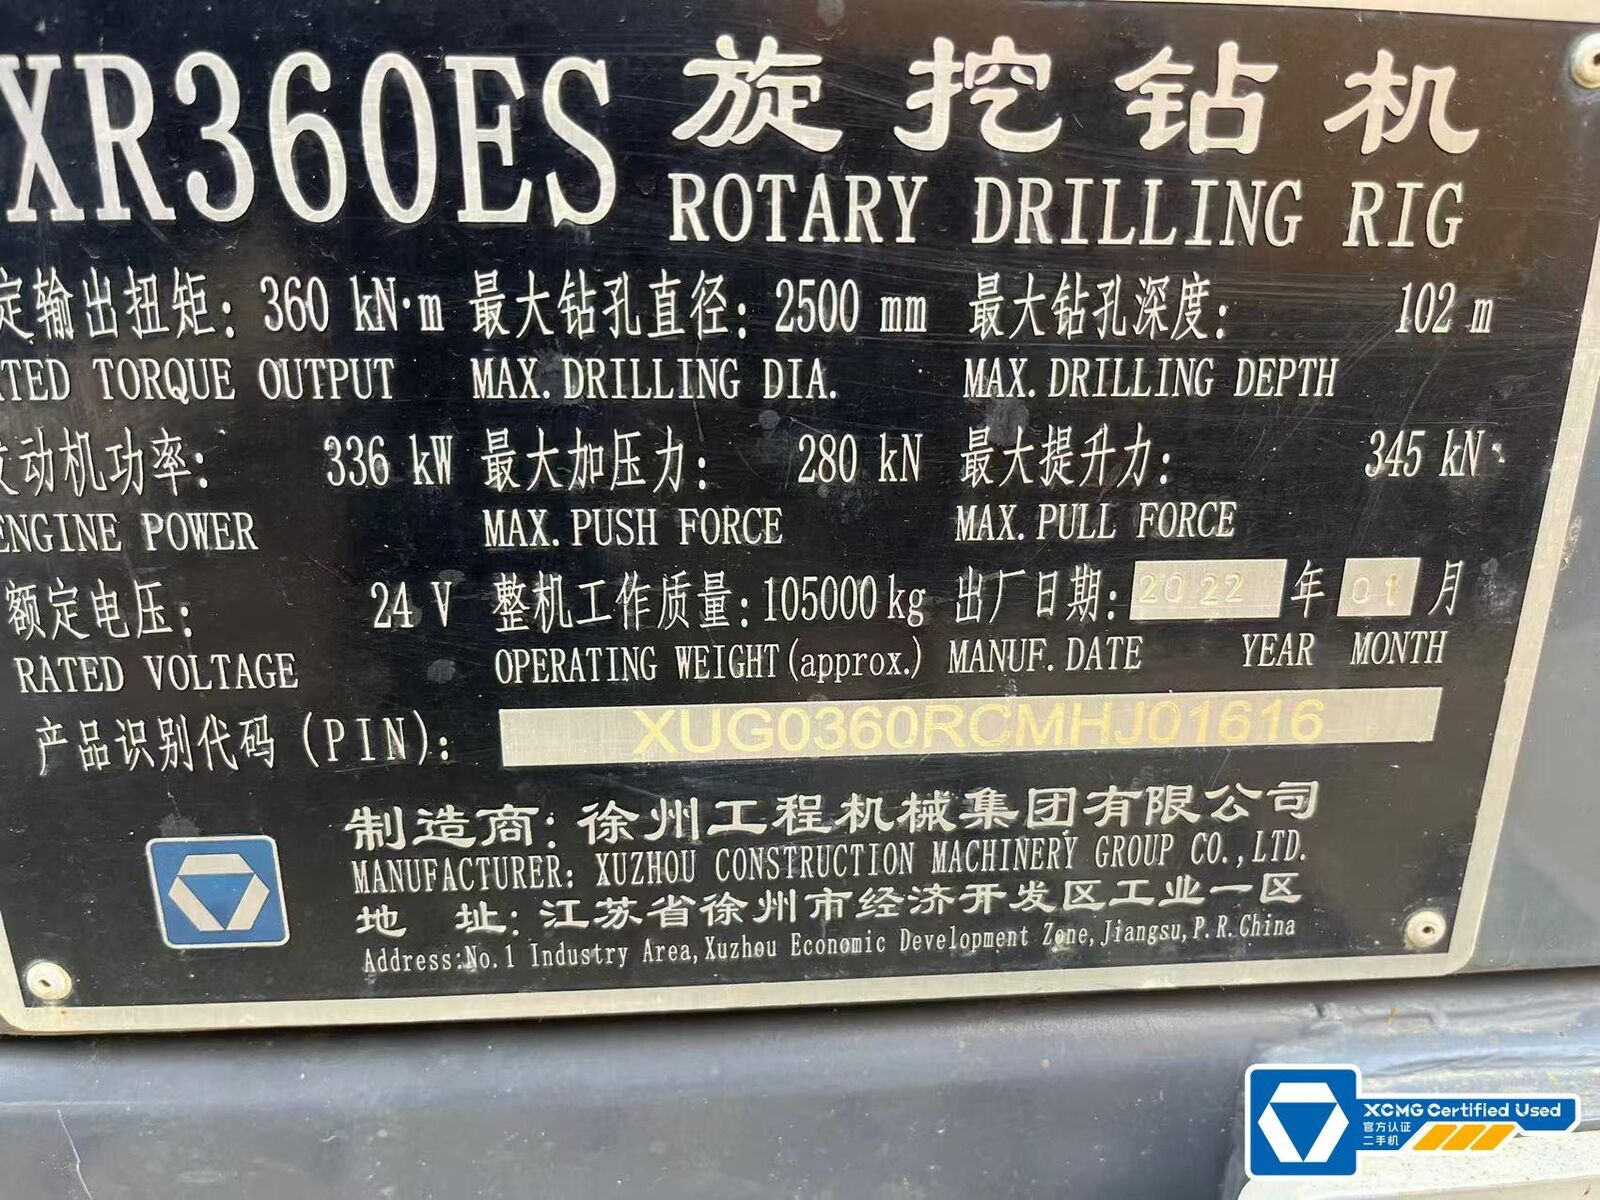 XR360ES 旋挖钻机
ROTARY DRILLING RIG
定输出扭矩: 360 kN·m 最大钻孔直径: 2500 mm 最大钻孔深度: 102 m
TED TORQUE OUTPUT MAX. DRILLING DIA. MAX. DRILLING DEPTH
发动机功率: 336 kW 最大加压力: 280 kN 最大提升力: 345 kN
ENGINE POWER MAX. PUSH FORCE MAX. PULL FORCE
额定电压: 24 V 整机工作质量: 105000 kg 出厂日期: 2022 年 01 月
RATED VOLTAGE OPERATING WEIGHT(approx.) MANUF. DATE YEAR MONTH
产品识别代码(PIN): XUG0360RCMHJ01616
制造商: 徐州工程机械集团有限公司
MANUFACTURER: XUZHOU CONSTRUCTION MACHINERY GROUP CO., LTD.
地 址: 江苏省徐州市经济开发区工业一区
Address:No.1 Industry Area,Xuzhou Economic Development Zone,Jiangsu,P.R.China
XCMG Certified Used
官方认证
二手机